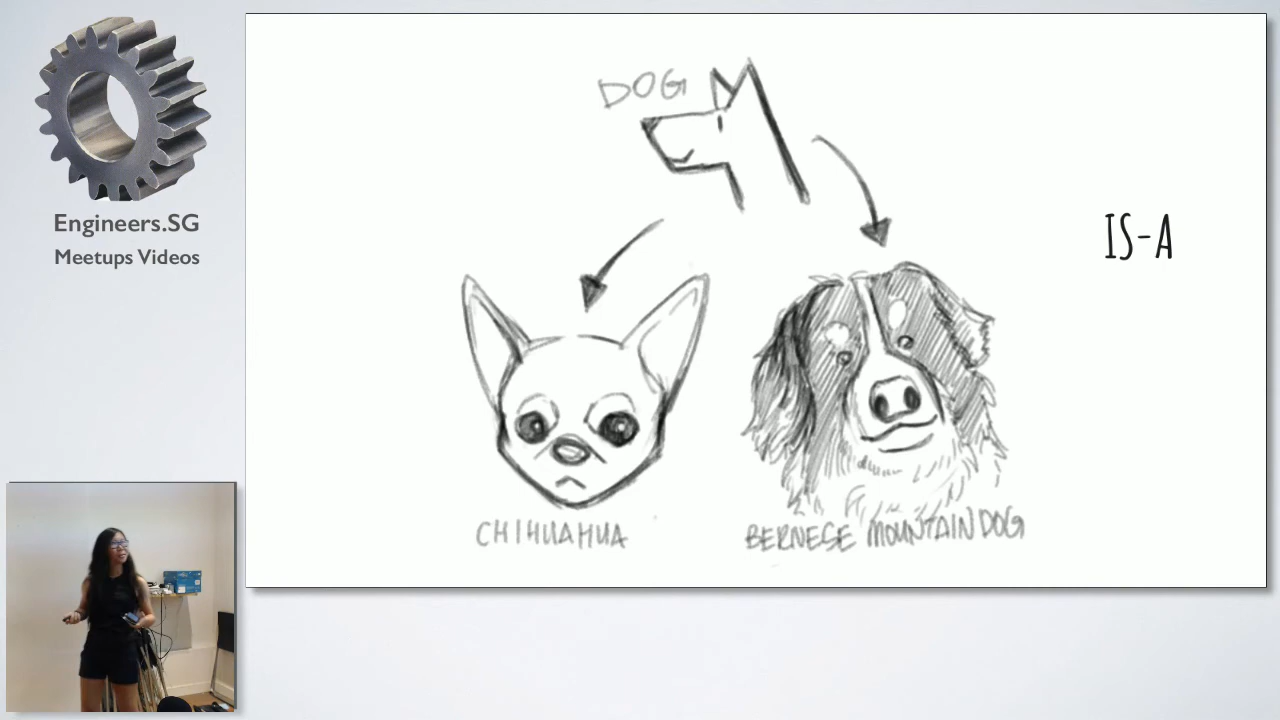 Engineers.SG
Meetups Videos
DOG
IS-A
CHIHUAHUA
BERNESE MOUNTAIN DOG